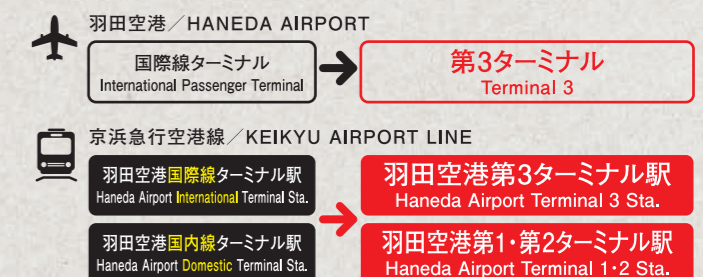 羽田空港／HANEDA AIRPORT
国際線ターミナル
International Passenger Terminal
第3ターミナル
Terminal 3
京浜急行空港線／KEIKYU AIRPORT LINE
羽田空港国際線ターミナル駅
Haneda Airport International Terminal Sta.
羽田空港第3ターミナル駅
Haneda Airport Terminal 3 Sta.
羽田空港国内線ターミナル駅
Haneda Airport Domestic Terminal Sta.
羽田空港第1・第2ターミナル駅
Haneda Airport Terminal 1・2 Sta.